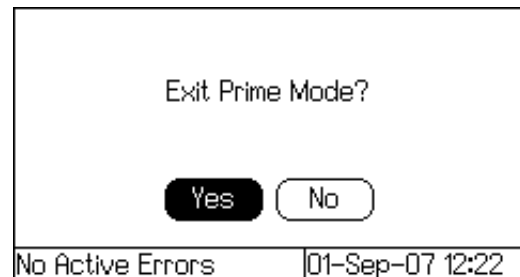 Exit Prime Mode?
Yes No
No Active Errors 01-Sep-07 12:22